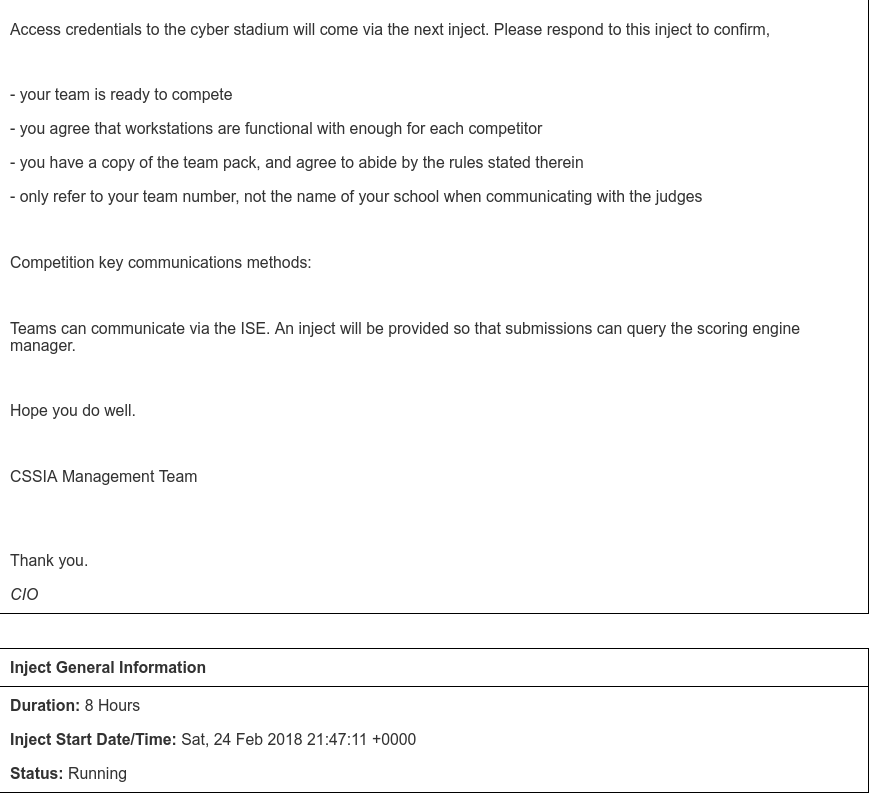 Access credentials to the cyber stadium will come via the next inject. Please respond to this inject to confirm,
- your team is ready to compete
- you agree that workstations are functional with enough for each competitor
- you have a copy of the team pack, and agree to abide by the rules stated therein
- only refer to your team number, not the name of your school when communicating with the judges
Competition key communications methods:
Teams can communicate via the ISE. An inject will be provided so that submissions can query the scoring engine
manager.
Hope you do well.
CSSIA Management Team
Thank you.
CIO
Inject General Information
Duration: 8 Hours
Inject Start Date/Time: Sat, 24 Feb 2018 21:47:11 +0000
Status: Running